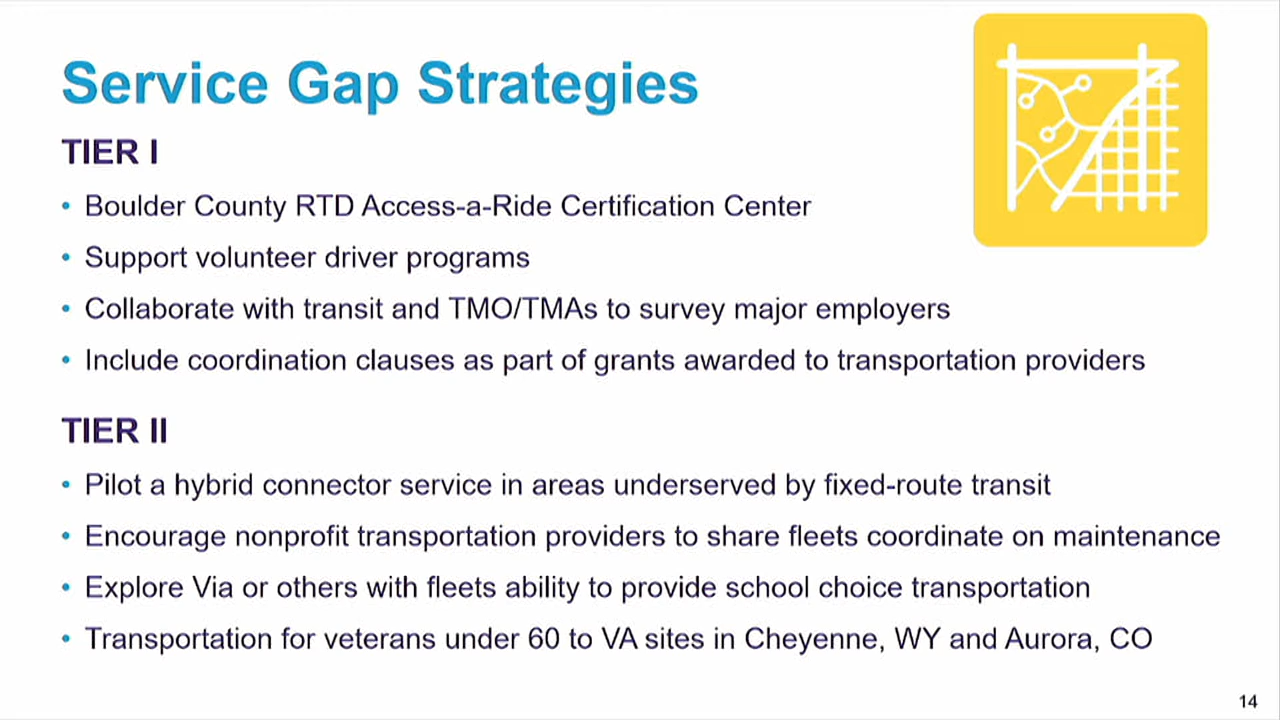 Service Gap Strategies
TIER I
• Boulder County RTD Access-a-Ride Certification Center
• Support volunteer driver programs
• Collaborate with transit and TMO/TMAs to survey major employers
• Include coordination clauses as part of grants awarded to transportation providers
TIER II
• Pilot a hybrid connector service in areas underserved by fixed-route transit
• Encourage nonprofit transportation providers to share fleets coordinate on maintenance
• Explore Via or others with fleets ability to provide school choice transportation
• Transportation for veterans under 60 to VA sites in Cheyenne, WY and Aurora, CO
14